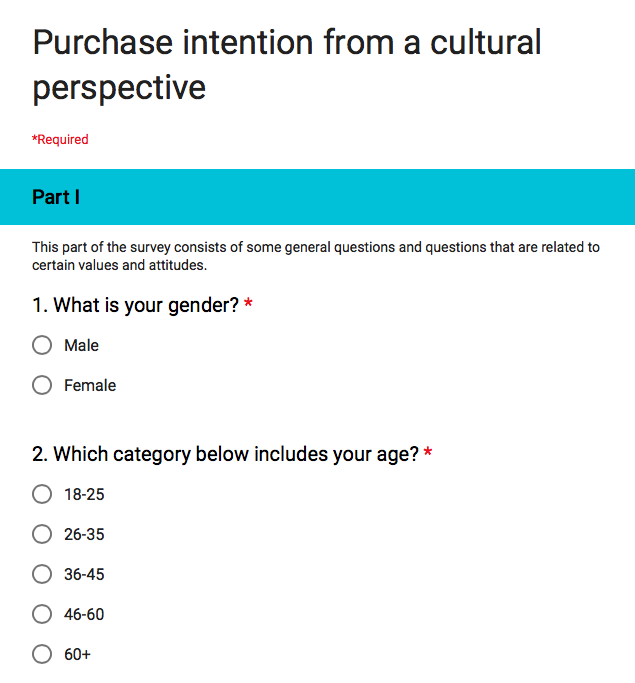 Purchase intention from a cultural
perspective
*Required
Part I
This part of the survey consists of some general questions and questions that are related to
certain values and attitudes.
1. What is your gender? *
Male
Female
2. Which category below includes your age? *
18-25
26-35
36-45
46-60
60+